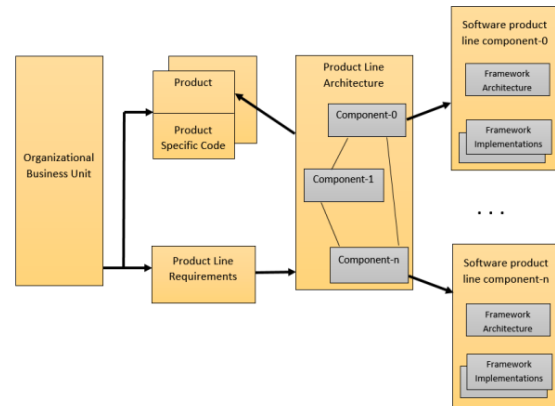 Organizational
Business Unit
Product
Product
Specific Code
Product Line
Requirements
Product Line
Architecture
Component-0
Component-1
Component-n
Software product
line component-0
Framework
Architecture
Framework
Implementations
. . .
Software product
line component-n
Framework
Architecture
Framework
Implementations